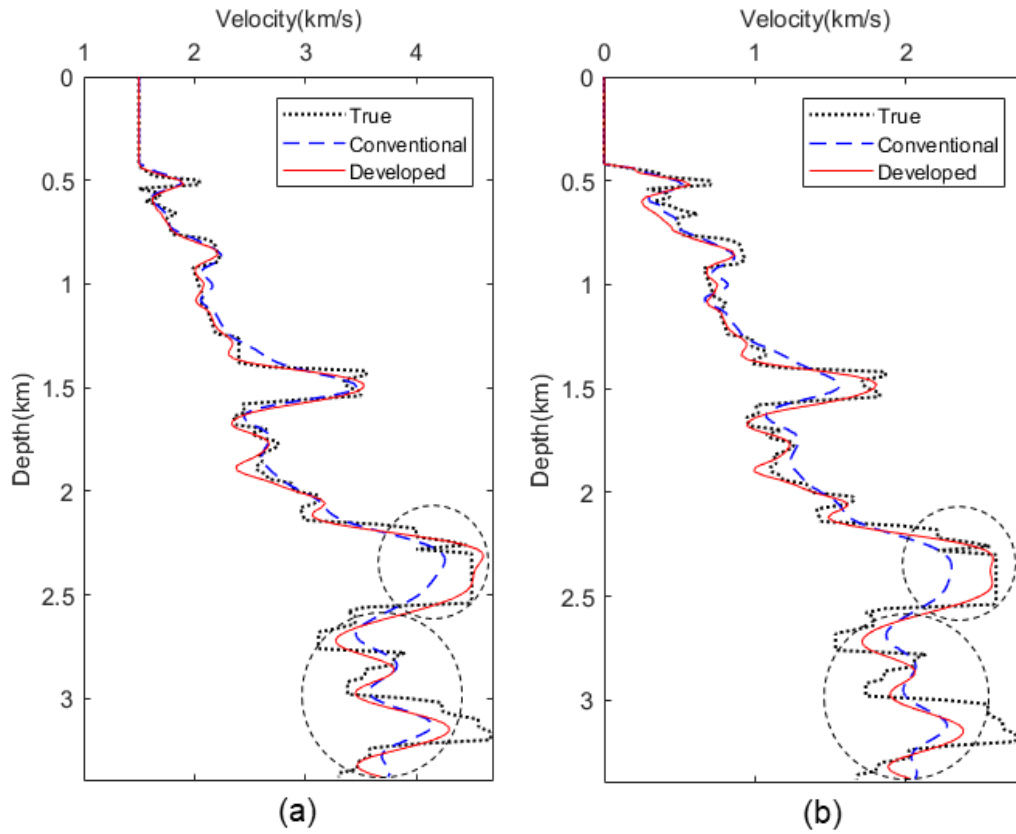 Velocity(km/s)
1 2 3 4
0
0.5
1
1.5
2
2.5
3
Depth(km)
True
Conventional
Developed
(a)
Velocity(km/s)
0 1 2
0
0.5
1
1.5
2
2.5
3
Depth(km)
True
Conventional
Developed
(b)